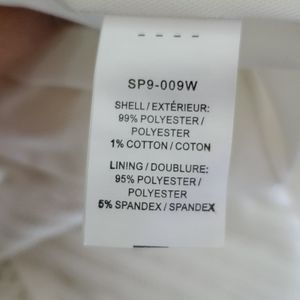 SP9-009W
SHELL / EXTÉRIEUR:
99% POLYESTER /
POLYESTER
1% COTTON / COTON
LINING / DOUBLURE:
95% POLYESTER /
POLYESTER
5% SPANDEX / SPANDEX